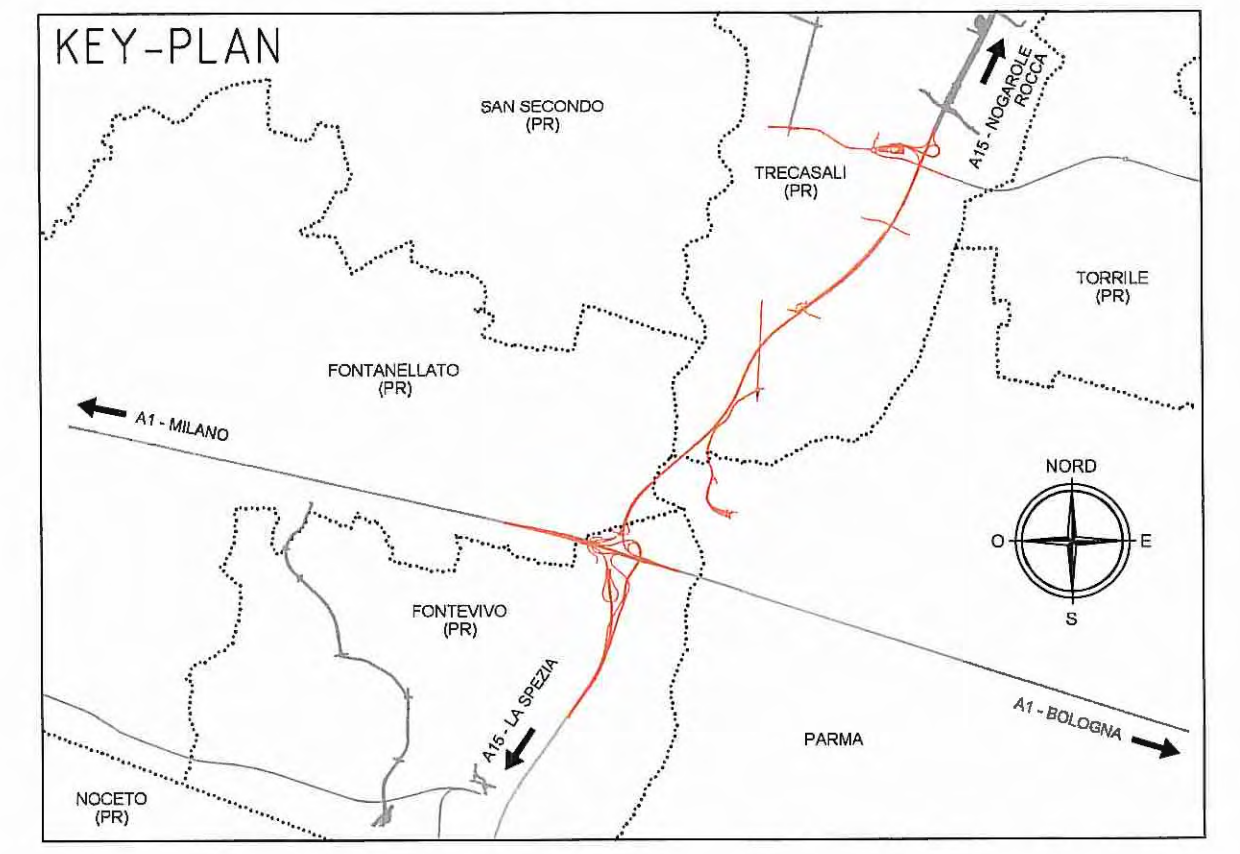 KEY-PLAN
SAN SECONDO
(PR)
A15 - NOGAROLE
ROCCA
TRECASALI
(PR)
TORRILE
(PR)
FONTANELLATO
(PR)
A1 - MILANO
NORD
O
E
S
FONTEVIVO
(PR)
A15 - LA SPEZIA
A1 - BOLOGNA
PARMA
NOCETO
(PR)